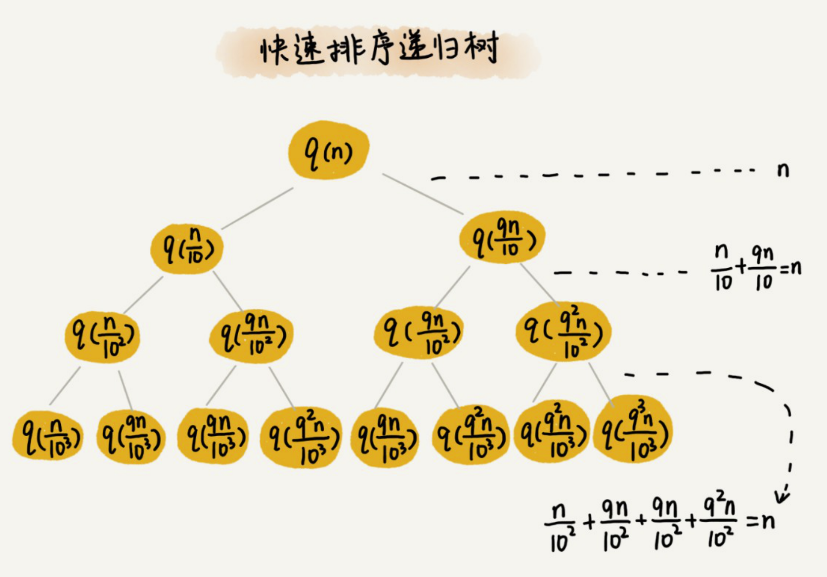 快速排序递归树
q(n)
n
q(n/10) q(9n/10)
n/10+9n/10=n
q(n/10²) q(9n/10²) q(9n/10²) q(9²n/10²)
q(n/10³) q(9n/10³) q(9n/10³) q(9²n/10³) q(9n/10³) q(9²n/10³) q(9²n/10³) q(9³n/10³)
n/10²+9n/10²+9n/10²+9²n/10²=n